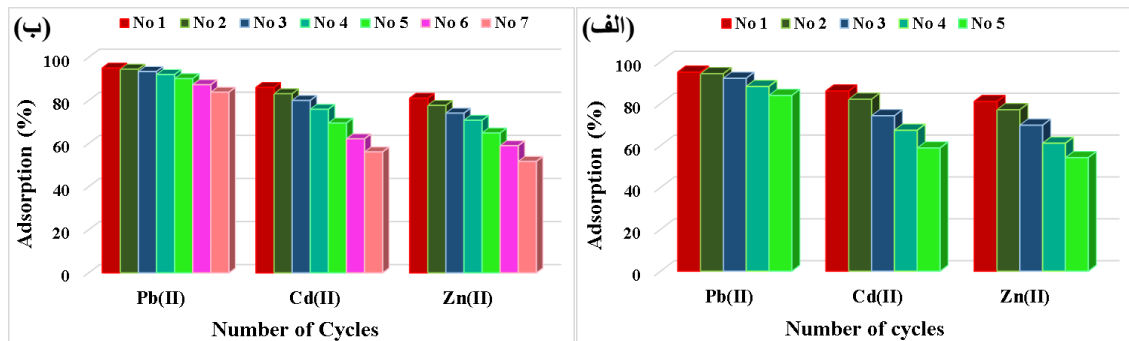 (ب)
No 1 No 2 No 3 No 4 No 5 No 6 No 7
Adsorption (%)
100
80
60
40
20
0
Pb(II) Cd(II) Zn(II)
Number of Cycles
(الف)
No 1 No 2 No 3 No 4 No 5
Adsorption (%)
100
80
60
40
20
0
Pb(II) Cd(II) Zn(II)
Number of cycles